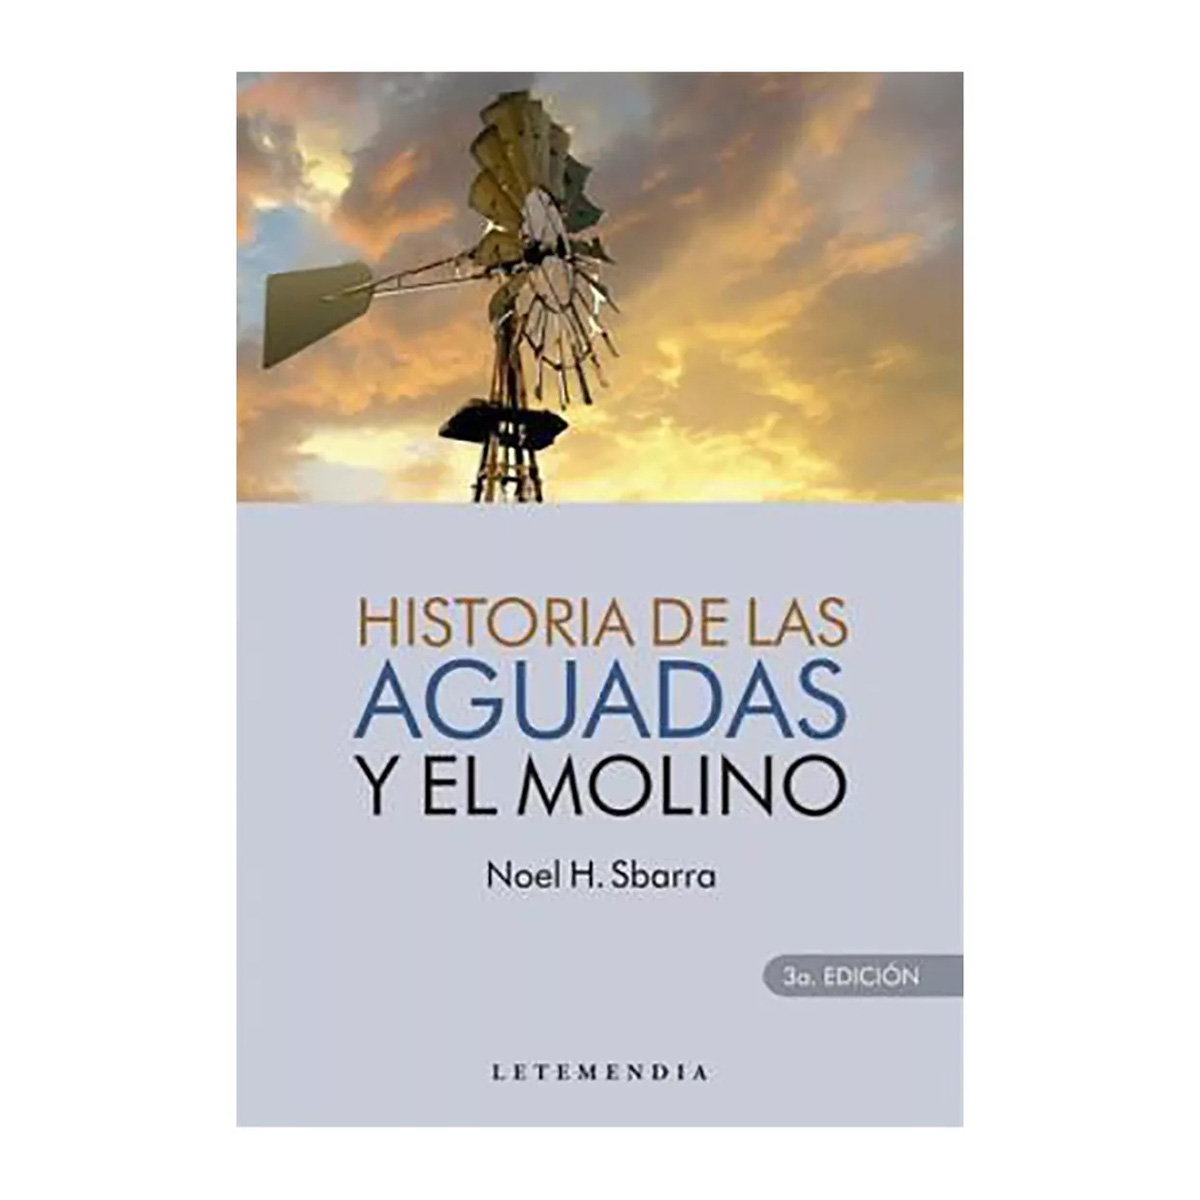 HISTORIA DE LAS
AGUADAS
Y EL MOLINO
Noel H. Sbarra
3a. EDICIÓN
LETEMENDIA